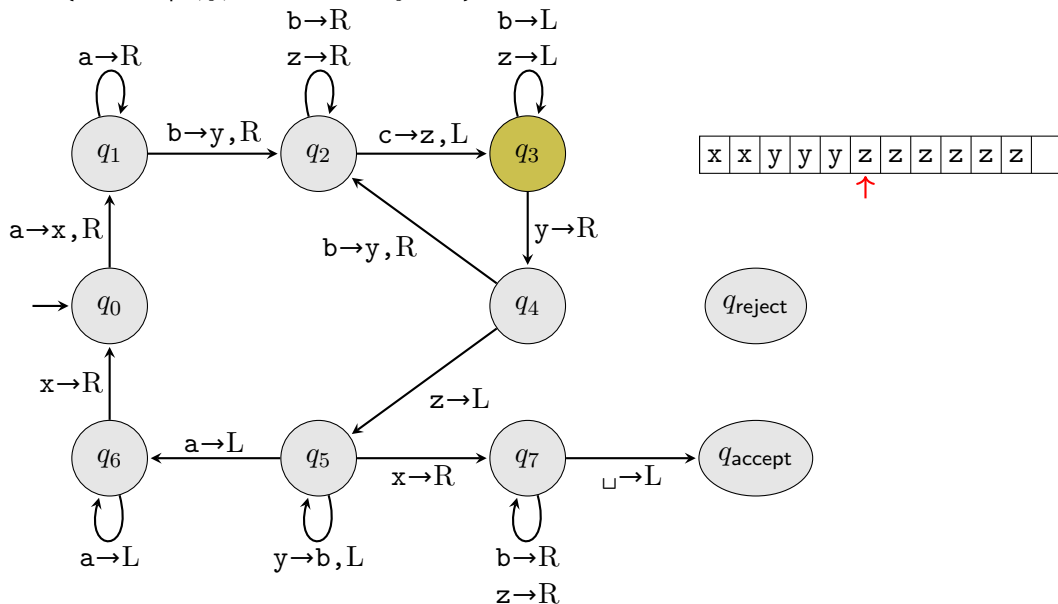 b→R
z→R
b→L
z→L
a→R
q1
b→y,R
q2
c→z,L
q3
x x y y y z z z z z z
a→x,R
b→y,R
y→R
q0
q4
qreject
x→R
z→L
q6
a→L
q5
x→R
q7
␣→L
qaccept
a→L
y→b,L
b→R
z→R